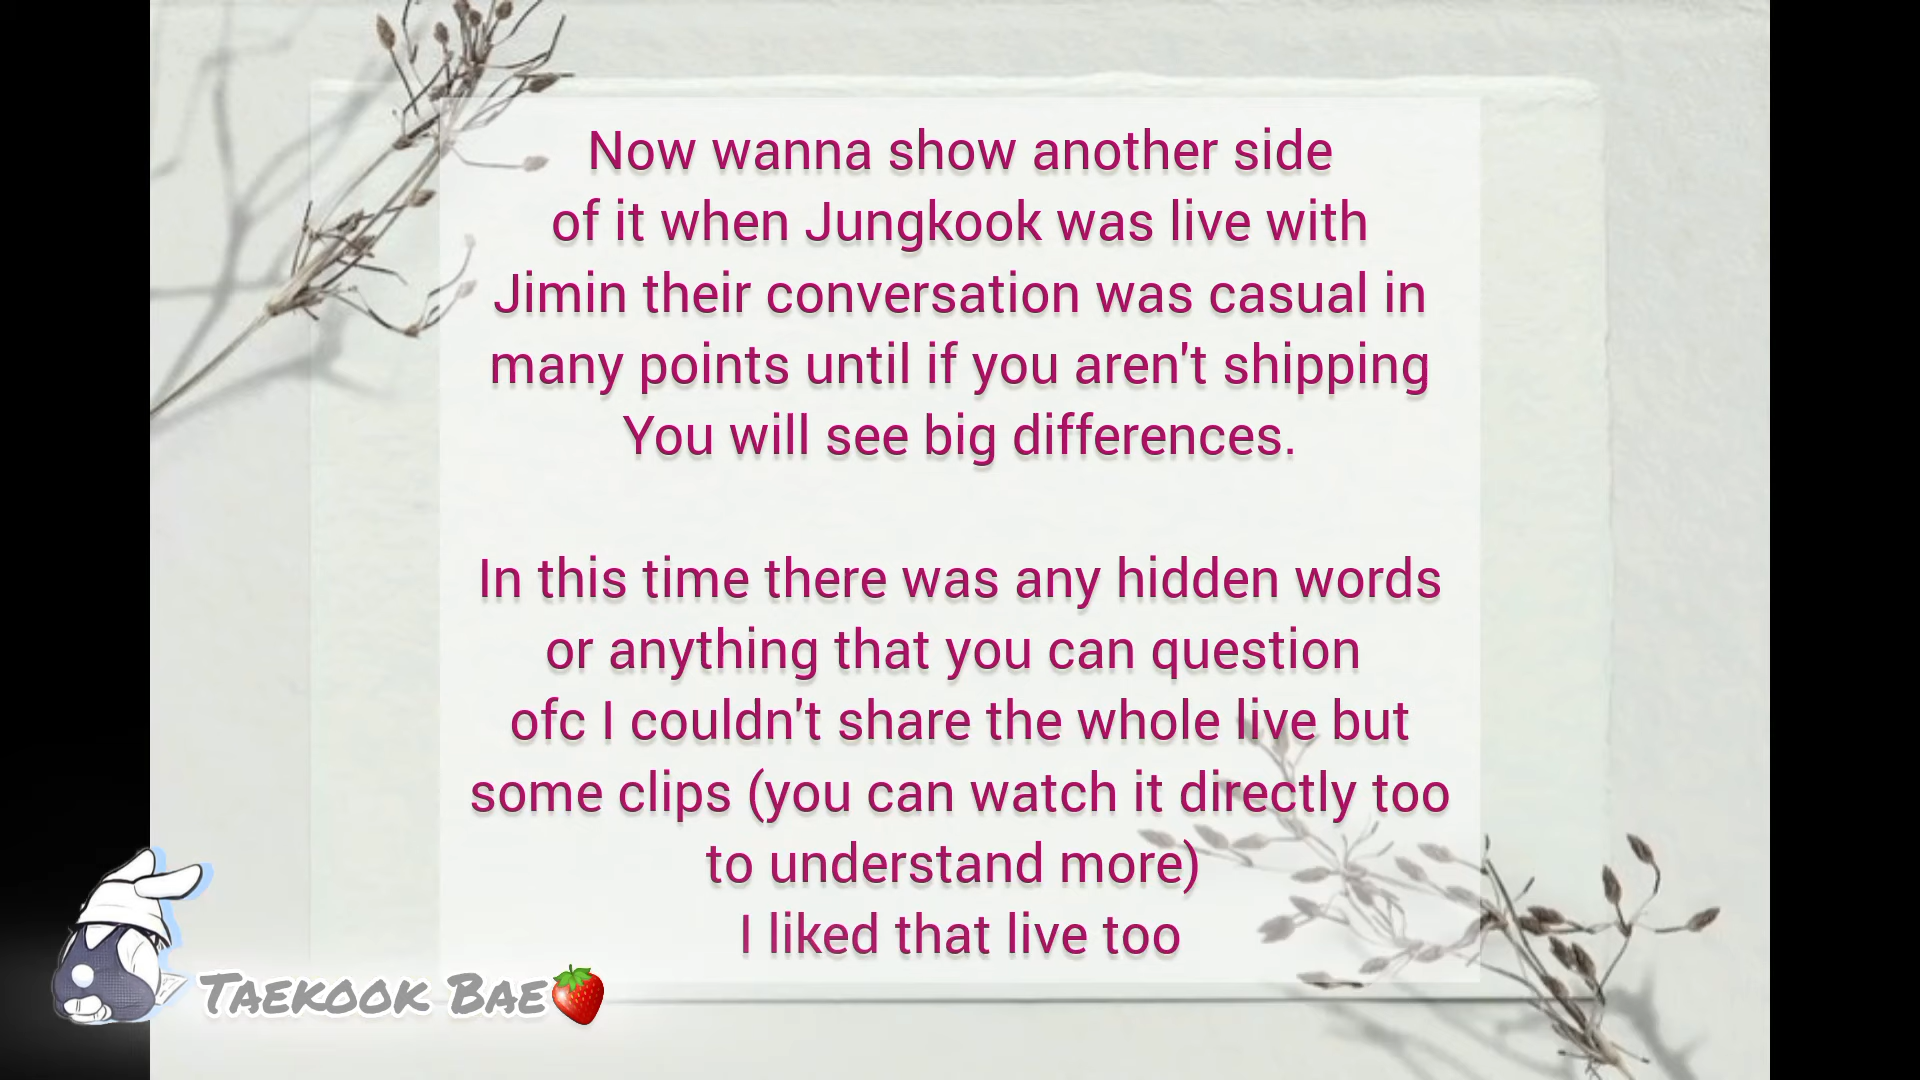 Now wanna show another side
of it when Jungkook was live with
Jimin their conversation was casual in
many points until if you aren't shipping
You will see big differences.
In this time there was any hidden words
or anything that you can question
ofc I couldn't share the whole live but
some clips (you can watch it directly too
to understand more)
I liked that live too
Taekook Bae🍓